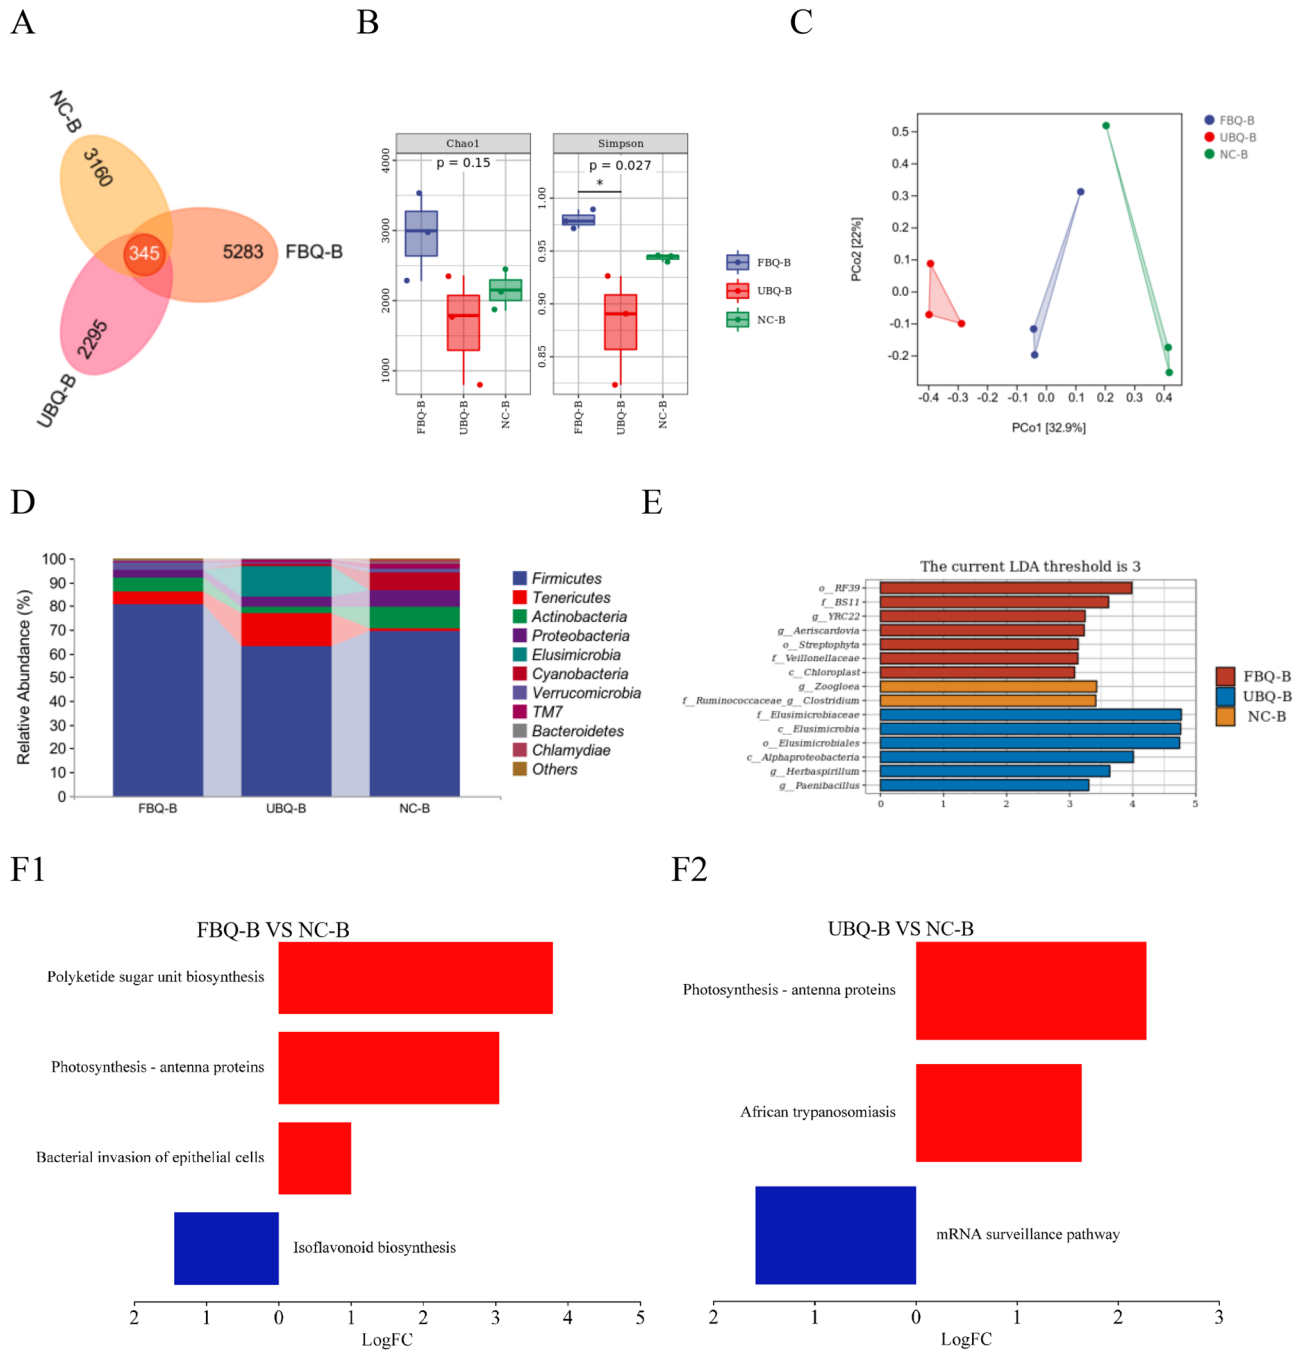 A
B
C
NC-B
3160
345
5283
FBQ-B
2295
UBQ-B
Chao1
Simpson
p = 0.15
p = 0.027
*
4000
3000
2000
1000
1.00
0.95
0.90
0.85
FBQ-B
UBQ-B
NC-B
FBQ-B
UBQ-B
NC-B
FBQ-B
UBQ-B
NC-B
0.5
0.4
0.3
0.2
0.1
0.0
-0.1
-0.2
PCo2 [22%]
-0.4 -0.3 -0.2 -0.1 0.0 0.1 0.2 0.3 0.4
PCo1 [32.9%]
FBQ-B
UBQ-B
NC-B
D
E
100
90
80
70
60
50
40
30
20
10
0
Relative Abundance (%)
FBQ-B
UBQ-B
NC-B
Firmicutes
Tenericutes
Actinobacteria
Proteobacteria
Elusimicrobia
Cyanobacteria
Verrucomicrobia
TM7
Bacteroidetes
Chlamydiae
Others
The current LDA threshold is 3
o__RF39
f__BS11
g__YRC22
g__Aeriscardovia
o__Streptophyta
f__Veillonellaceae
c__Chloroplast
g__Zoogloea
f__Ruminococcaceae_g__Clostridium
f__Elusimicrobiaceae
c__Elusimicrobia
o__Elusimicrobiales
c__Alphaproteobacteria
g__Herbaspirillum
g__Paenibacillus
0 1 2 3 4 5
FBQ-B
UBQ-B
NC-B
F1
F2
FBQ-B VS NC-B
Polyketide sugar unit biosynthesis
Photosynthesis - antenna proteins
Bacterial invasion of epithelial cells
Isoflavonoid biosynthesis
2 1 0 1 2 3 4 5
LogFC
UBQ-B VS NC-B
Photosynthesis - antenna proteins
African trypanosomiasis
mRNA surveillance pathway
2 1 0 1 2 3
LogFC